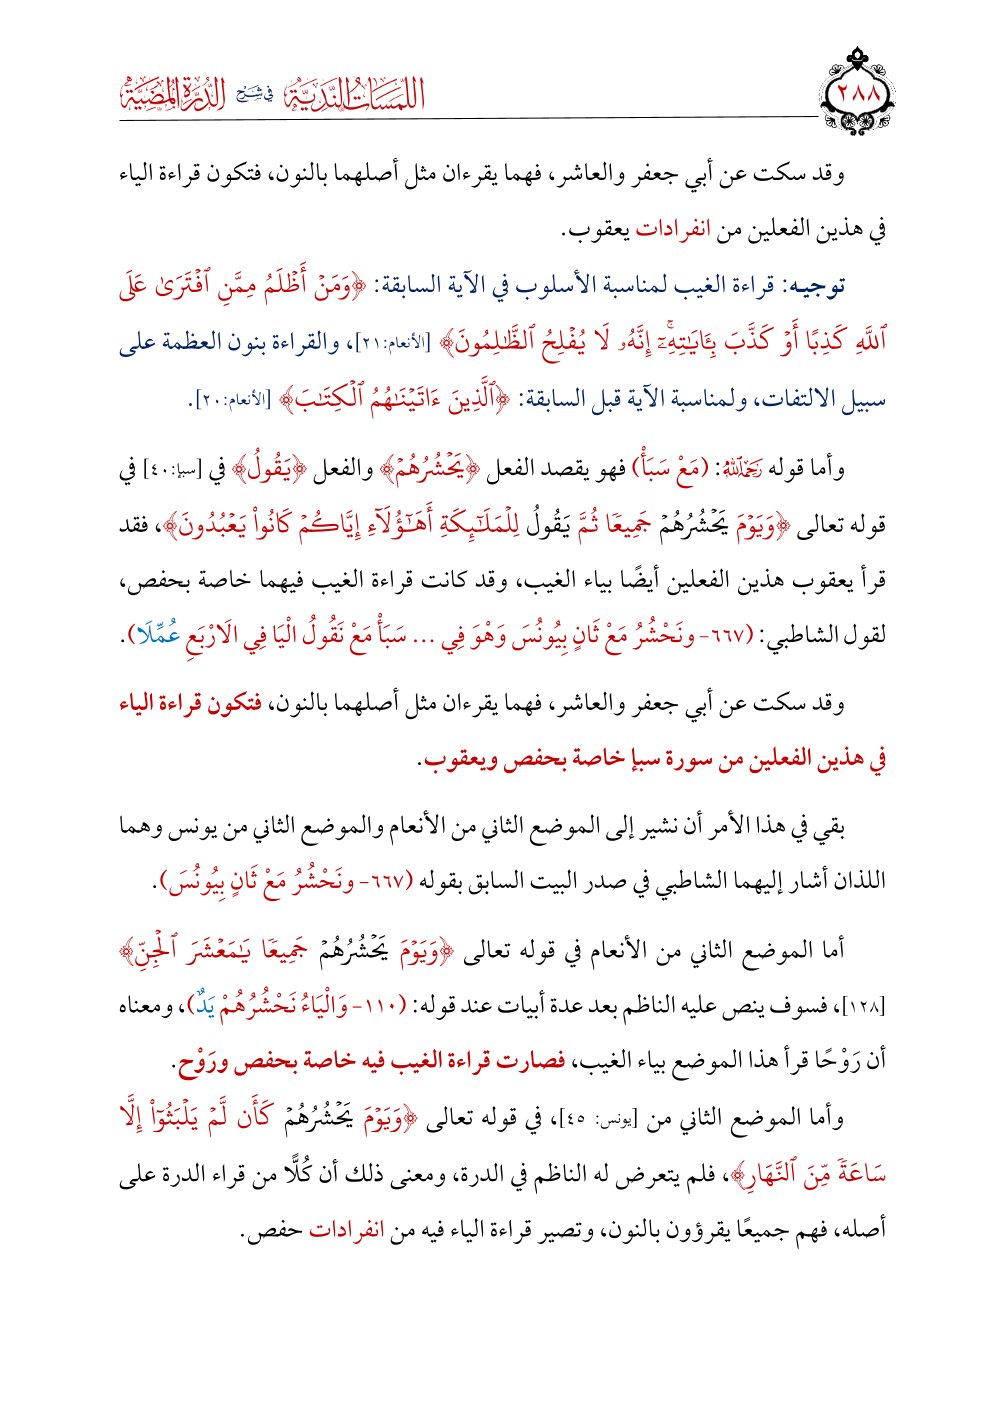 اللمسات الندية في شرح الدرة المضية
٢٨٨
وقد سكت عن أبي جعفر والعاشر، فهما يقرءان مثل أصلهما بالنون، فتكون قراءة الياء
في هذين الفعلين من انفرادات يعقوب.
توجيـه: قراءة الغيب لمناسبة الأسلوب في الآية السابقة: ﴿وَمَنۡ أَظۡلَمُ مِمَّنِ ٱفۡتَرَىٰ عَلَى
ٱللَّهِ كَذِبًا أَوۡ كَذَّبَ بِـَٔايَٰتِهِۦٓۚ إِنَّهُۥ لَا يُفۡلِحُ ٱلظَّٰلِمُونَ﴾ [الأنعام:٢١]، والقراءة بنون العظمة على
سبيل الالتفات، ولمناسبة الآية قبل السابقة: ﴿ٱلَّذِينَ ءَاتَيۡنَٰهُمُ ٱلۡكِتَٰبَ﴾ [الأنعام:٢٠].
وأما قوله رَحِمَهُ ٱللَّهُ: (مَعْ سَبَأْ) فهو يقصد الفعل ﴿يَحۡشُرُهُمۡ﴾ والفعل ﴿يَقُولُ﴾ في [سبإ:٤٠] في
قوله تعالى ﴿وَيَوۡمَ يَحۡشُرُهُمۡ جَمِيعٗا ثُمَّ يَقُولُ لِلۡمَلَٰٓئِكَةِ أَهَٰٓؤُلَآءِ إِيَّاكُمۡ كَانُواْ يَعۡبُدُونَ﴾، فقد
قرأ يعقوب هذين الفعلين أيضًا بياء الغيب، وقد كانت قراءة الغيب فيهما خاصة بحفص،
لقول الشاطبي: (٦٦٧- ونَحْشُرُ مَعْ ثَانٍ بِيُونُسَ وَهْوَ فِي ... سَبَأْ مَعْ نَقُولُ الْيَا فِي الَارْبَعِ عُمِّلَا).
وقد سكت عن أبي جعفر والعاشر، فهما يقرءان مثل أصلهما بالنون، فتكون قراءة الياء
في هذين الفعلين من سورة سبإ خاصة بحفص ويعقوب.
بقي في هذا الأمر أن نشير إلى الموضع الثاني من الأنعام والموضع الثاني من يونس وهما
اللذان أشار إليهما الشاطبي في صدر البيت السابق بقوله (٦٦٧- ونَحْشُرُ مَعْ ثَانٍ بِيُونُسَ).
أما الموضع الثاني من الأنعام في قوله تعالى ﴿وَيَوۡمَ يَحۡشُرُهُمۡ جَمِيعٗا يَٰمَعۡشَرَ ٱلۡجِنِّ﴾
[١٢٨]، فسوف ينص عليه الناظم بعد عدة أبيات عند قوله: (١١٠- وَالْيَاءُ نَحْشُرُهُمْ يَدٌ)، ومعناه
أن رَوْحًا قرأ هذا الموضع بياء الغيب، فصارت قراءة الغيب فيه خاصة بحفص ورَوْح.
وأما الموضع الثاني من [يونس: ٤٥]، في قوله تعالى ﴿وَيَوۡمَ يَحۡشُرُهُمۡ كَأَن لَّمۡ يَلۡبَثُوٓاْ إِلَّا
سَاعَةٗ مِّنَ ٱلنَّهَارِ﴾، فلم يتعرض له الناظم في الدرة، ومعنى ذلك أن كُلًّا من قراء الدرة على
أصله، فهم جميعًا يقرؤون بالنون، وتصير قراءة الياء فيه من انفرادات حفص.